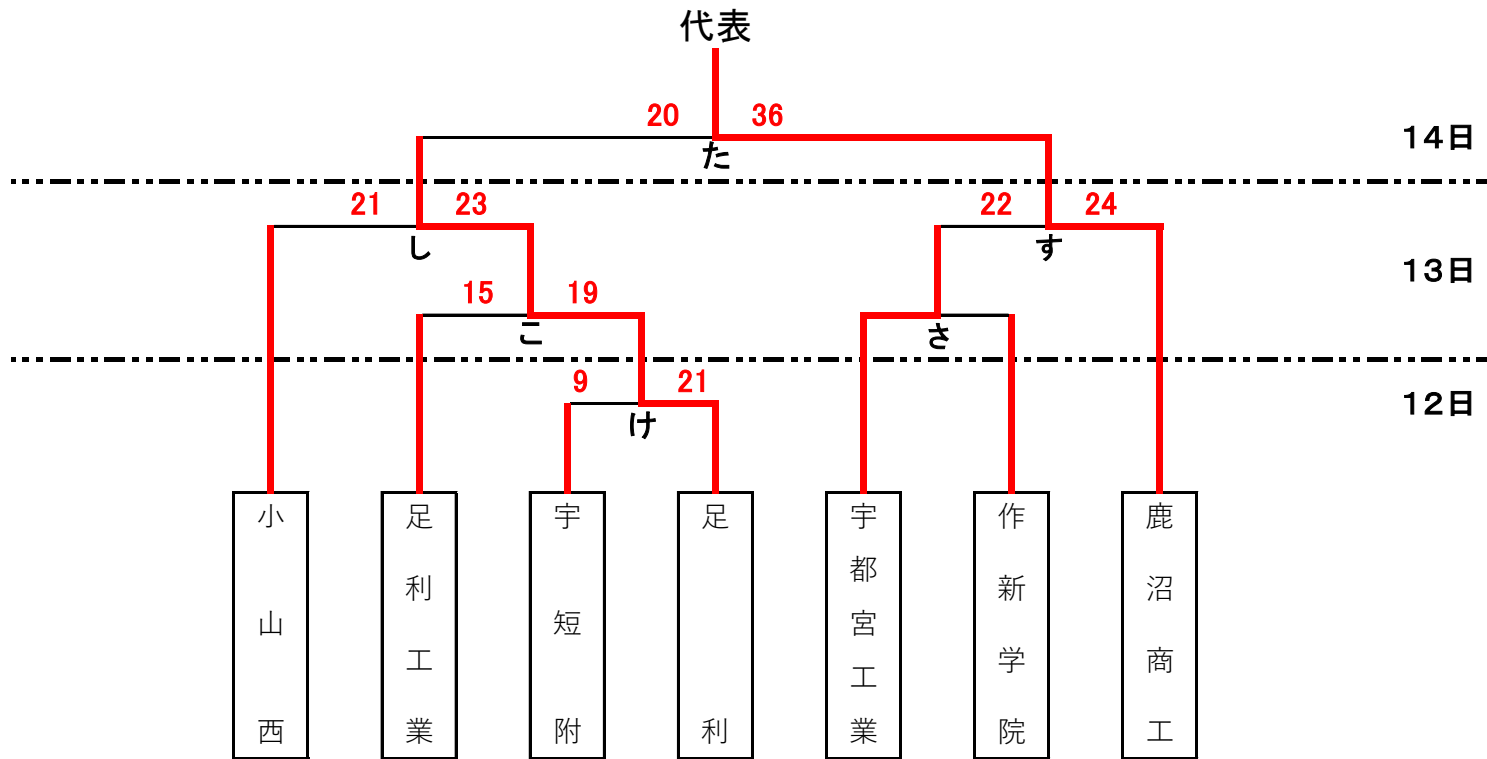 代表
20 36
た
14日
21 23
22 24
し
す
13日
15 19
こ
さ
9 21
12日
け
小山西
足利工業
宇短附
足利
宇都宮工業
作新学院
鹿沼商工